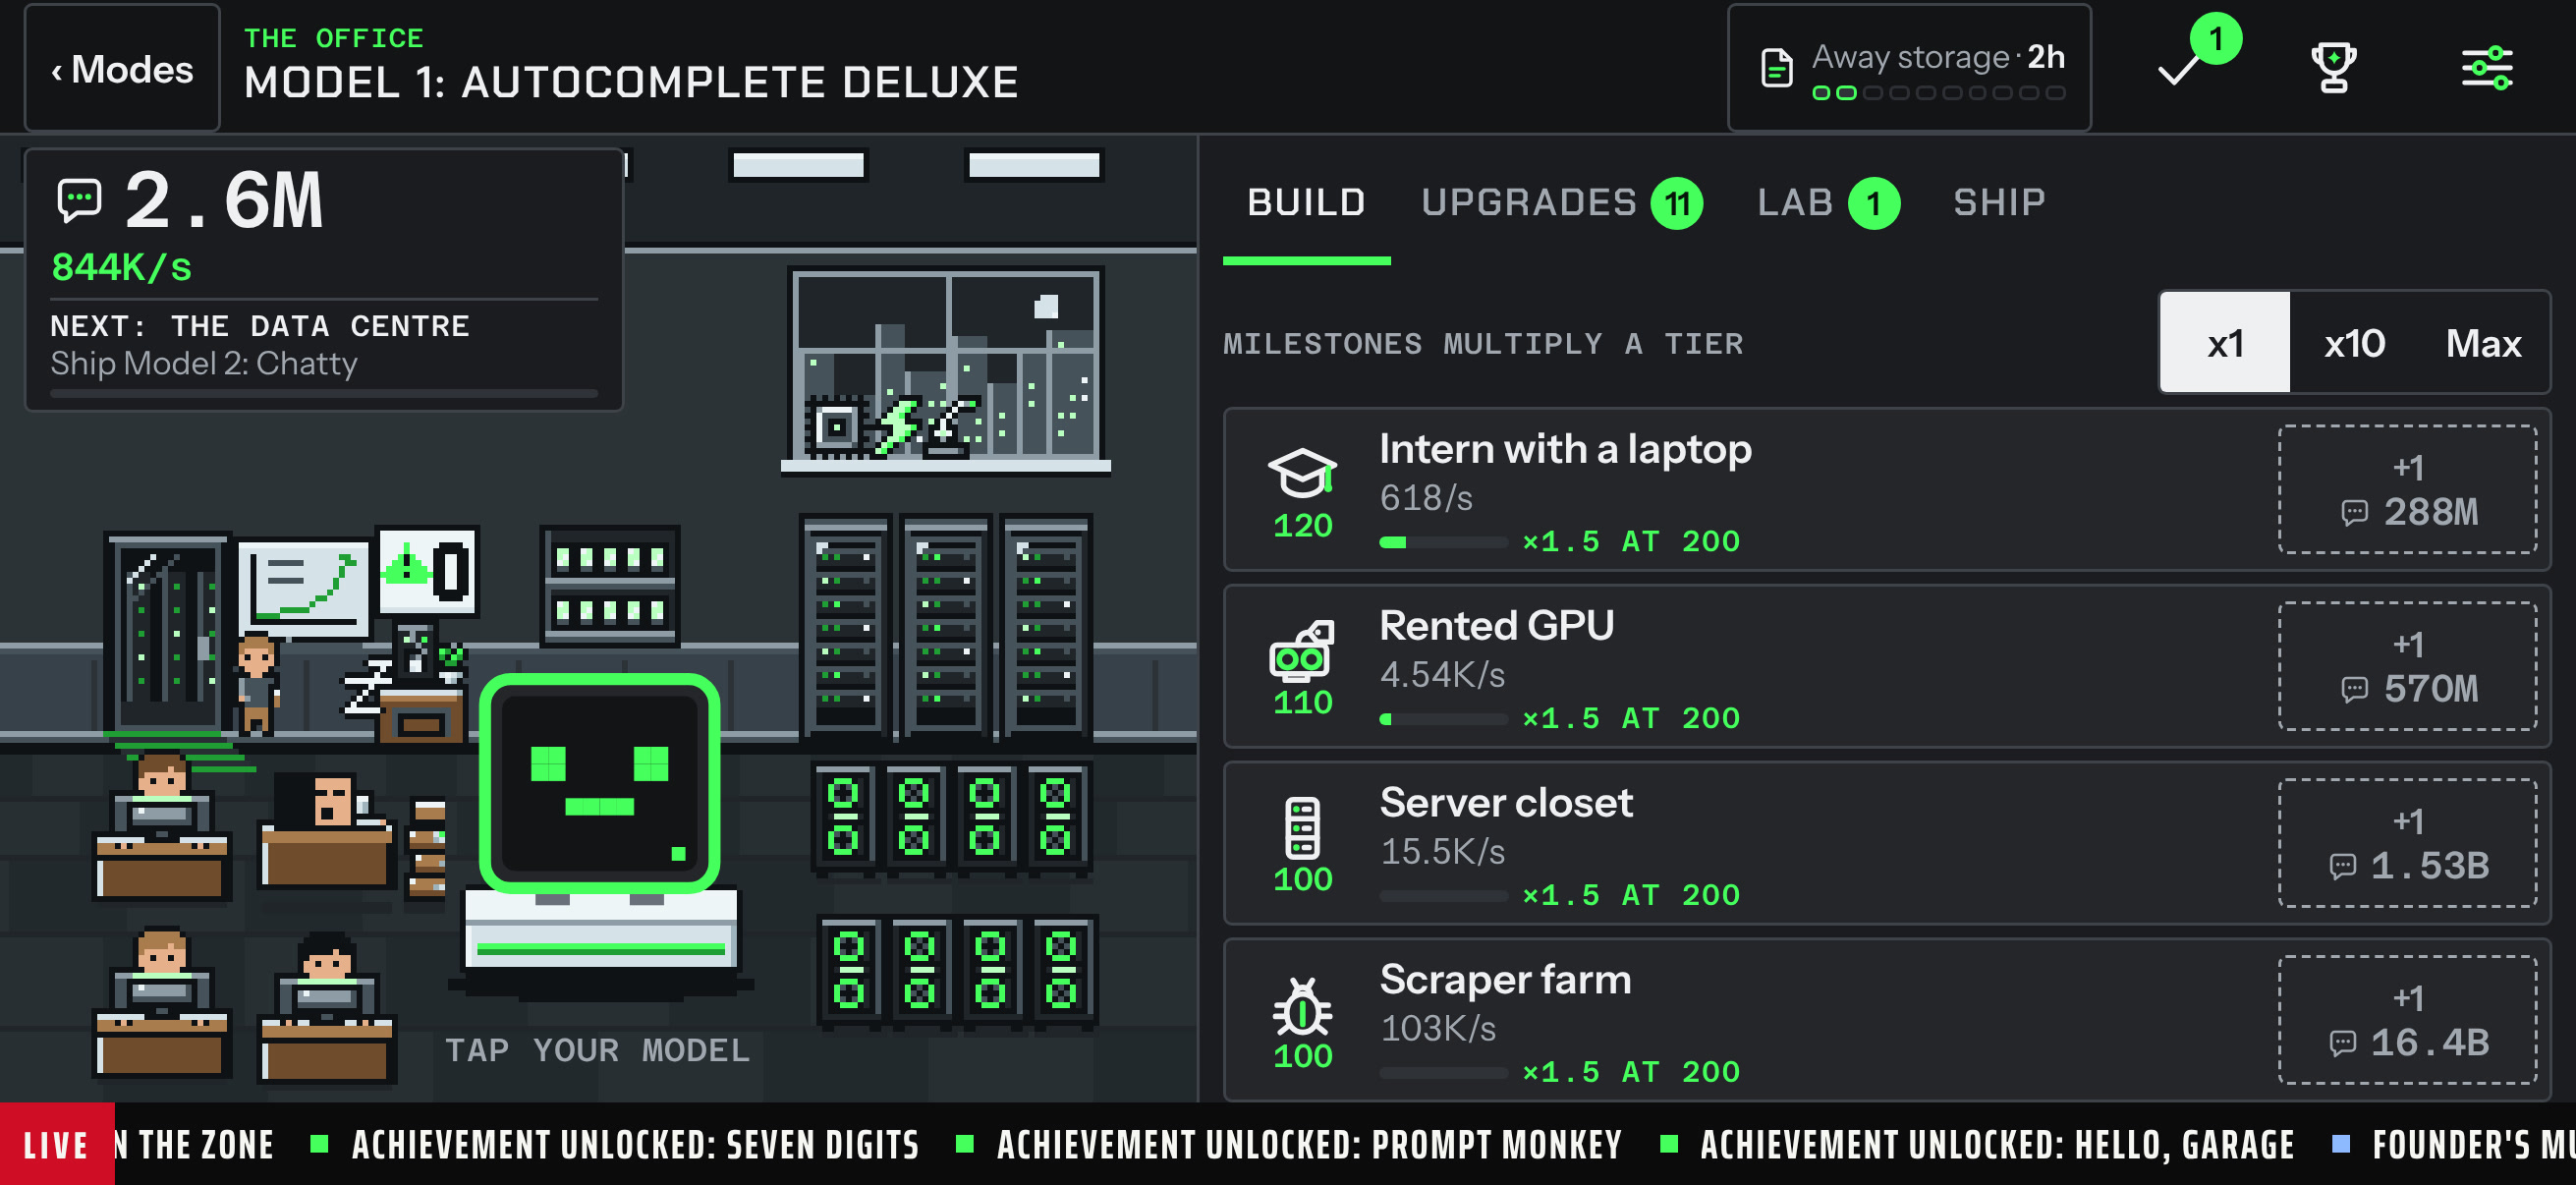 ‹ Modes
THE OFFICE
MODEL 1: AUTOCOMPLETE DELUXE
Away storage · 2h
1
2.6M
844K/s
NEXT: THE DATA CENTRE
Ship Model 2: Chatty
TAP YOUR MODEL
BUILD
UPGRADES 11
LAB 1
SHIP
MILESTONES MULTIPLY A TIER
x1
x10
Max
Intern with a laptop
618/s
120
×1.5 AT 200
+1
288M
Rented GPU
4.54K/s
110
×1.5 AT 200
+1
570M
Server closet
15.5K/s
100
×1.5 AT 200
+1
1.53B
Scraper farm
103K/s
100
×1.5 AT 200
+1
16.4B
LIVE
N THE ZONE ACHIEVEMENT UNLOCKED: SEVEN DIGITS ACHIEVEMENT UNLOCKED: PROMPT MONKEY ACHIEVEMENT UNLOCKED: HELLO, GARAGE FOUNDER'S